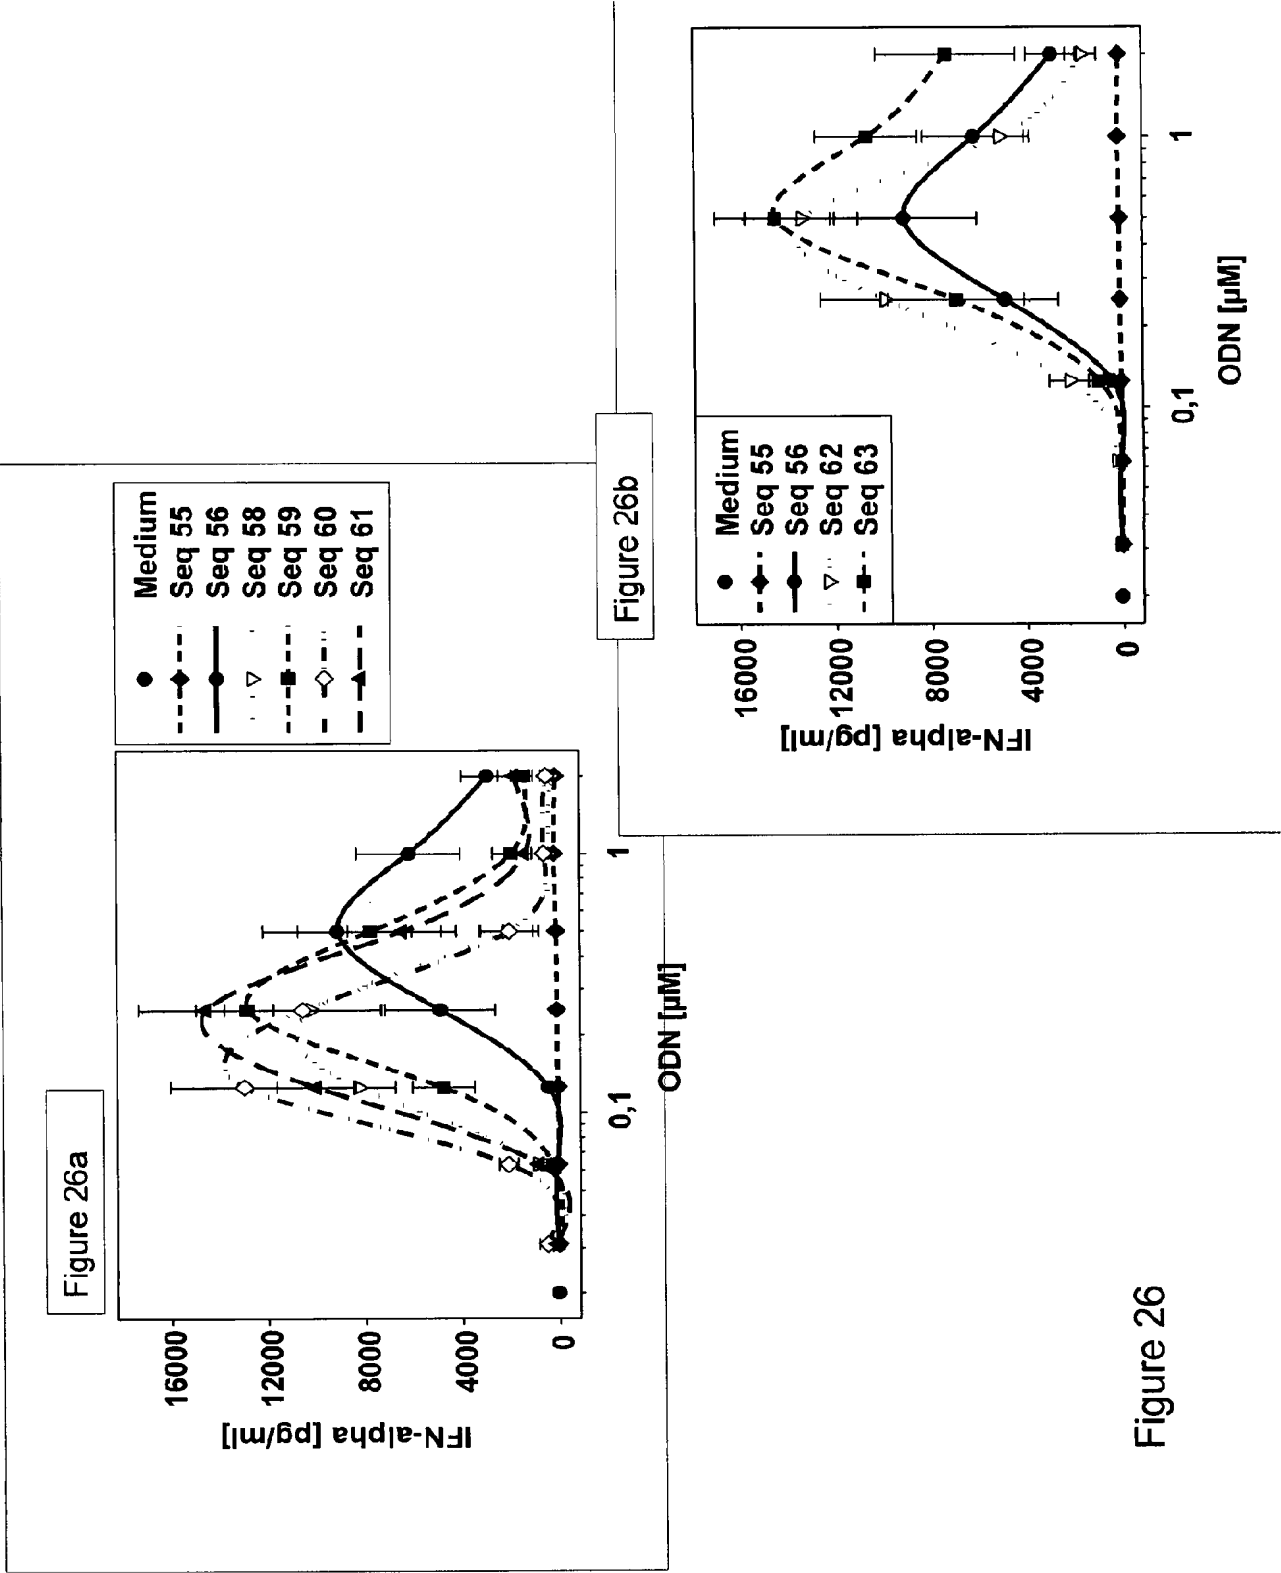 Figure 26a
IFN-alpha [pg/ml]
16000
12000
8000
4000
0
0,1
1
ODN [µM]
Medium
Seq 55
Seq 56
Seq 58
Seq 59
Seq 60
Seq 61
Figure 26b
IFN-alpha [pg/ml]
16000
12000
8000
4000
0
0,1
1
ODN [µM]
Medium
Seq 55
Seq 56
Seq 62
Seq 63
Figure 26